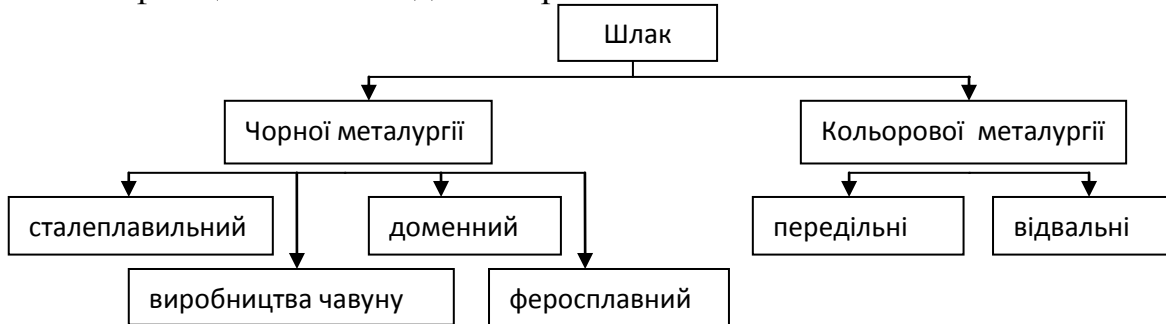 Шлак
Чорної металургії
Кольорової металургії
сталеплавильний
доменний
передільні
відвальні
виробництва чавуну
феросплавний